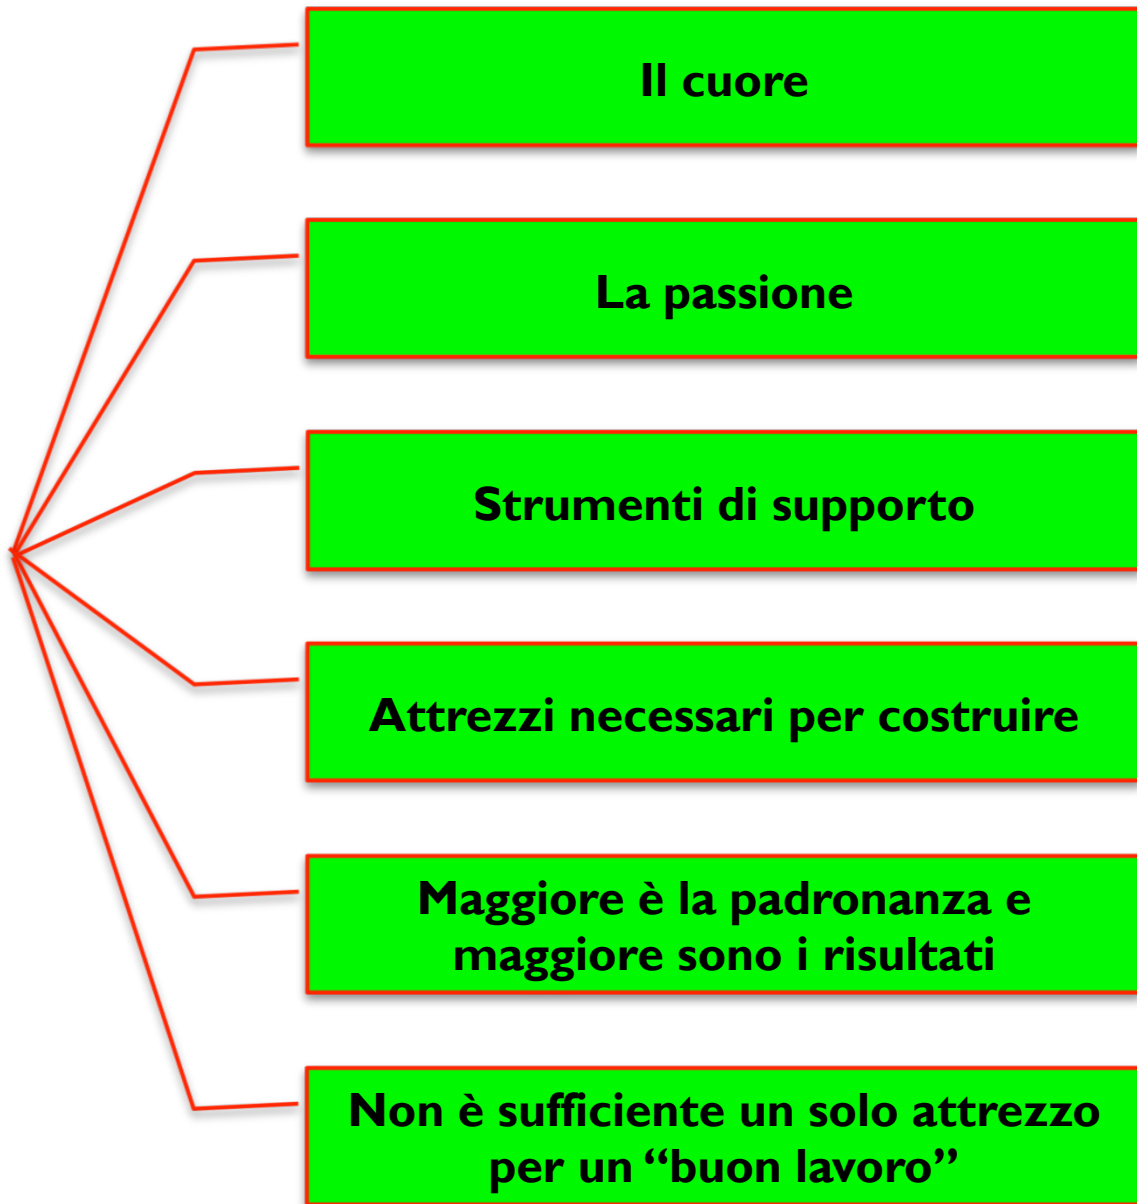 Il cuore
La passione
Strumenti di supporto
Attrezzi necessari per costruire
Maggiore è la padronanza e
maggiore sono i risultati
Non è sufficiente un solo attrezzo
per un “buon lavoro”